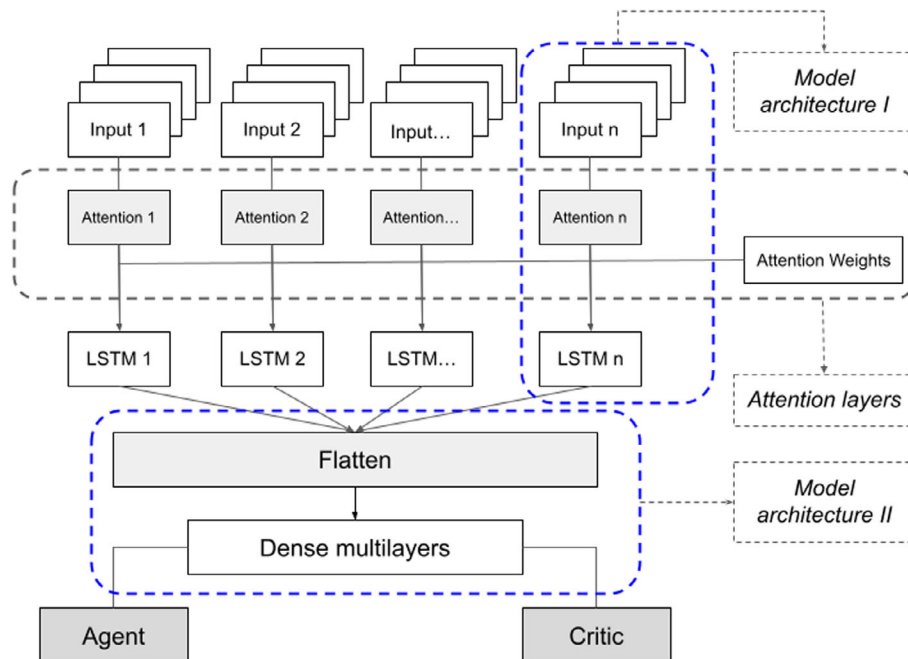 Model
architecture I
Input 1
Input 2
Input...
Input n
Attention 1
Attention 2
Attention...
Attention n
Attention Weights
LSTM 1
LSTM 2
LSTM...
LSTM n
Attention layers
Flatten
Model
architecture II
Dense multilayers
Agent
Critic